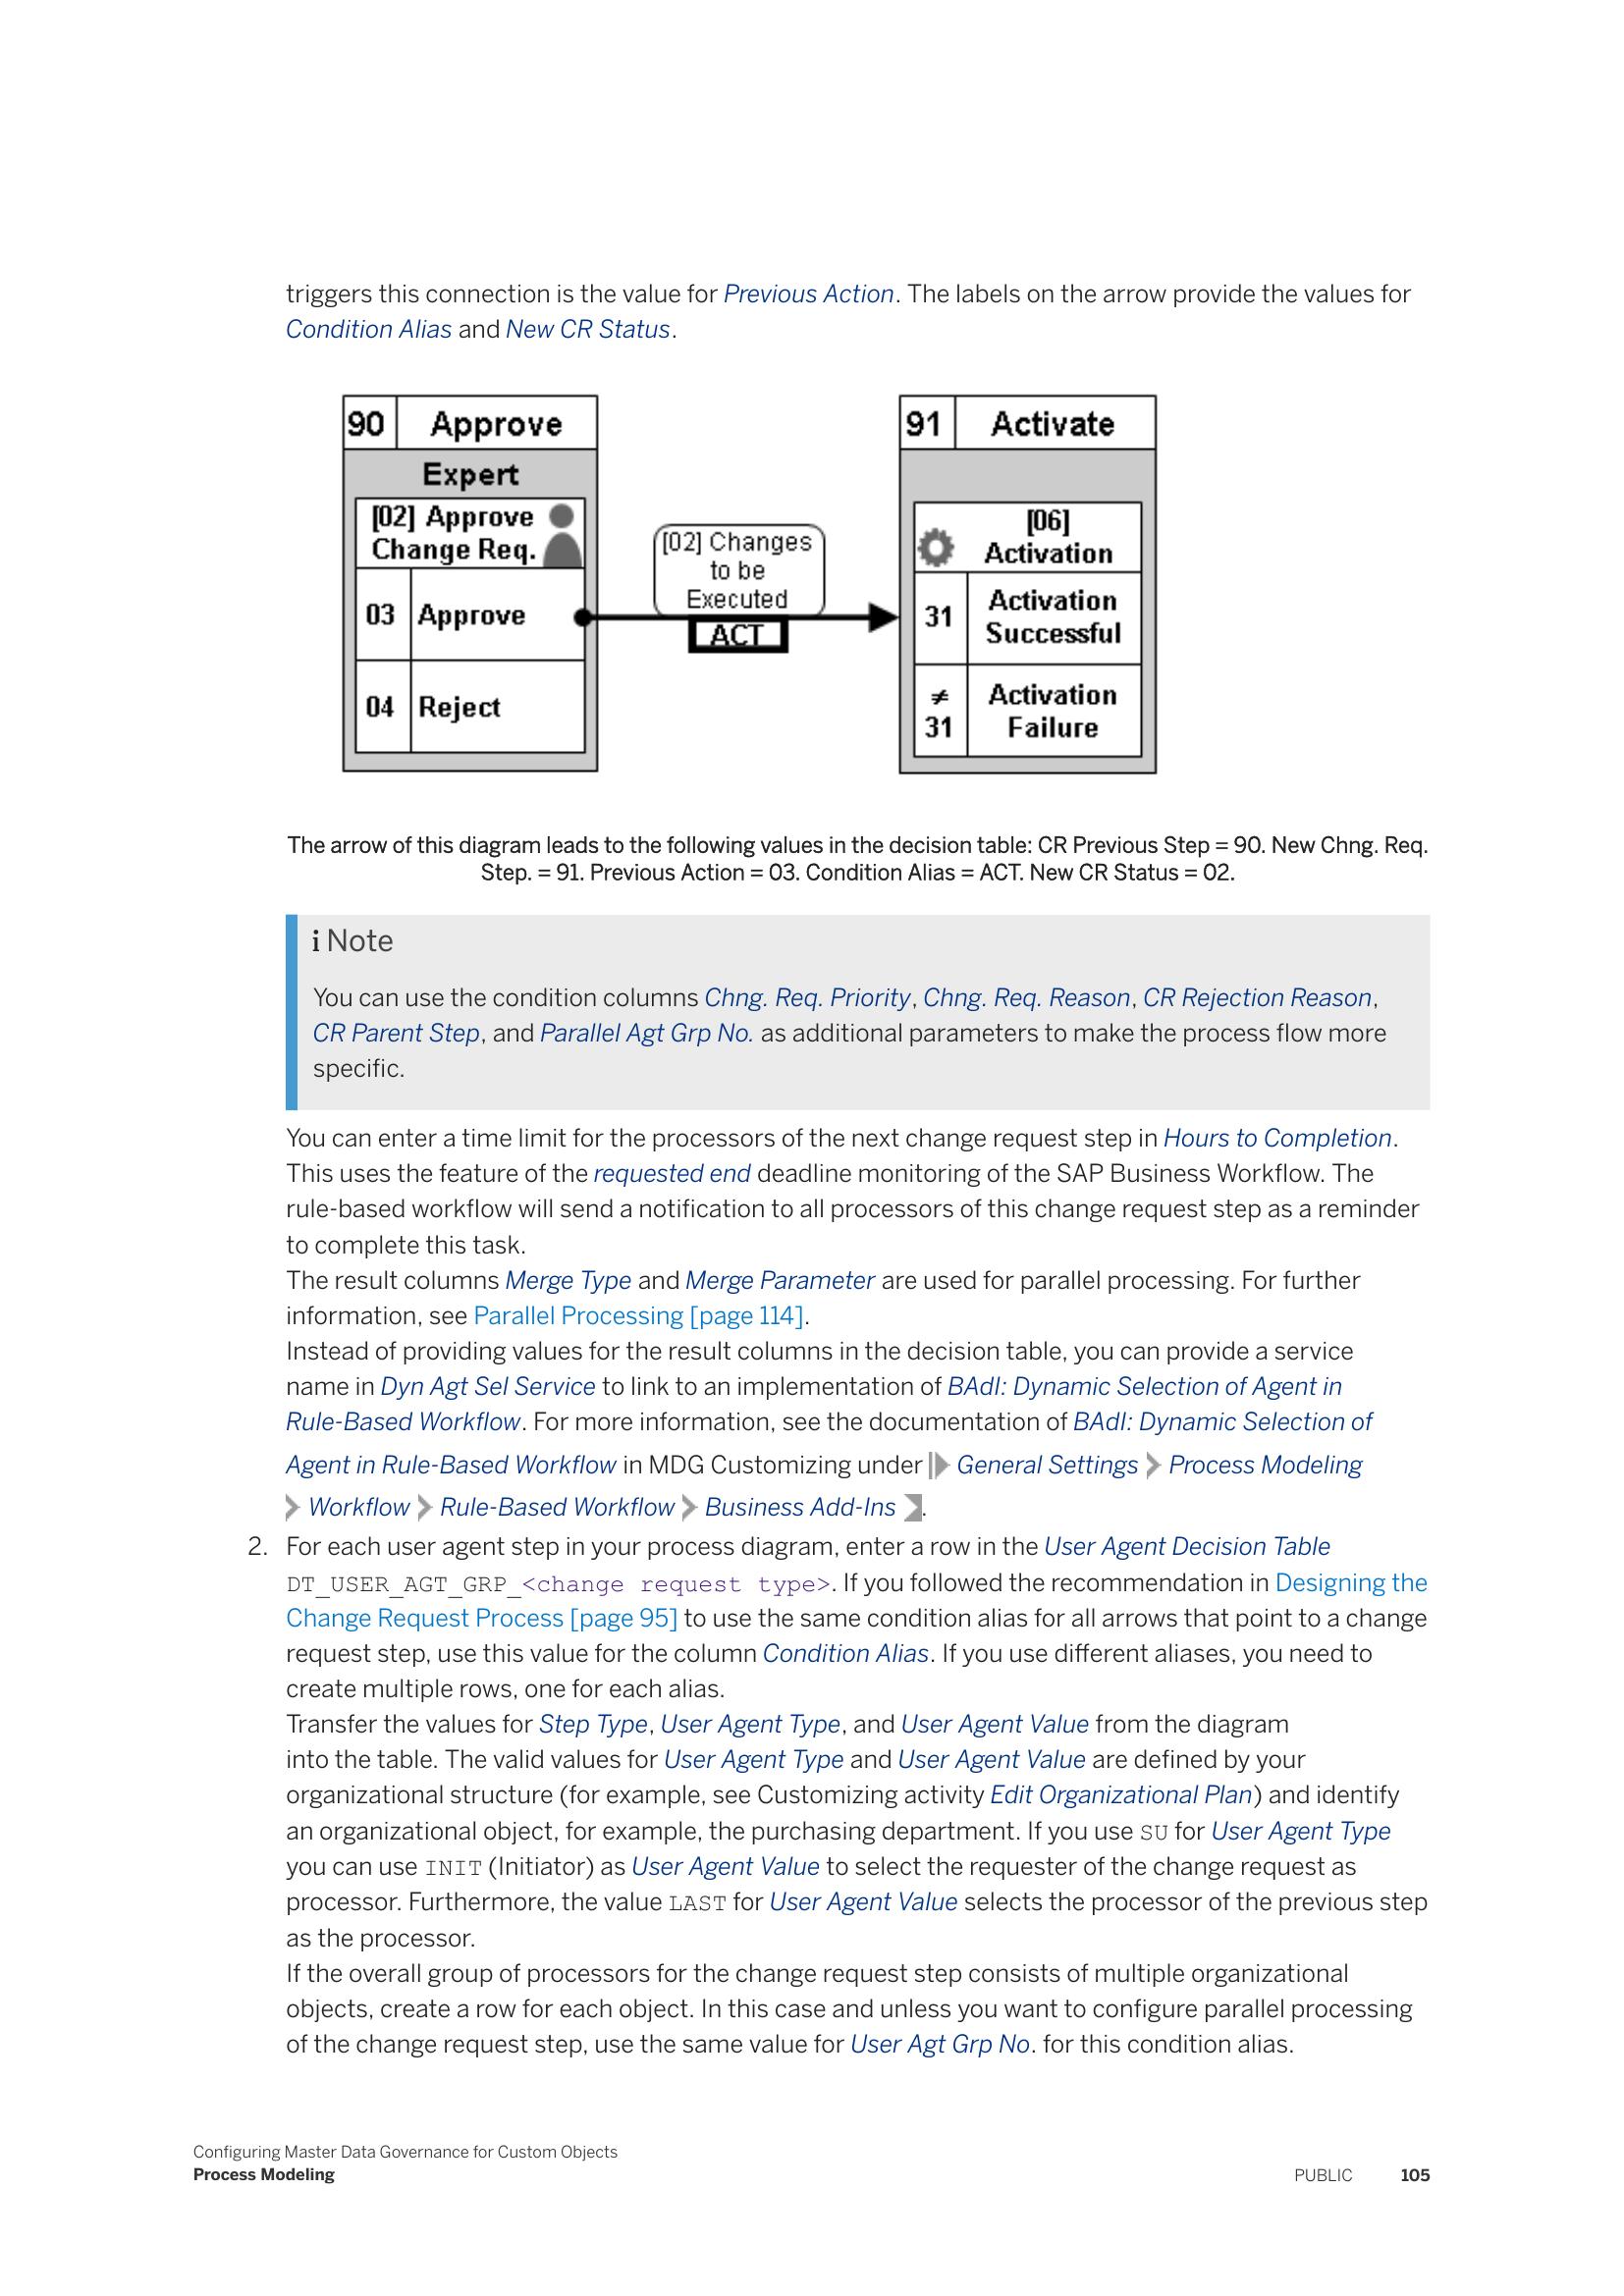 triggers this connection is the value for Previous Action. The labels on the arrow provide the values for
Condition Alias and New CR Status.
90 Approve
Expert
[02] Approve
Change Req.
03 Approve
04 Reject
[02] Changes
to be
Executed
ACT
91 Activate
[06]
Activation
31 Activation
Successful
≠
31 Activation
Failure
The arrow of this diagram leads to the following values in the decision table: CR Previous Step = 90. New Chng. Req.
Step. = 91. Previous Action = 03. Condition Alias = ACT. New CR Status = 02.
i Note
You can use the condition columns Chng. Req. Priority, Chng. Req. Reason, CR Rejection Reason,
CR Parent Step, and Parallel Agt Grp No. as additional parameters to make the process flow more
specific.
You can enter a time limit for the processors of the next change request step in Hours to Completion.
This uses the feature of the requested end deadline monitoring of the SAP Business Workflow. The
rule-based workflow will send a notification to all processors of this change request step as a reminder
to complete this task.
The result columns Merge Type and Merge Parameter are used for parallel processing. For further
information, see Parallel Processing [page 114].
Instead of providing values for the result columns in the decision table, you can provide a service
name in Dyn Agt Sel Service to link to an implementation of BAdI: Dynamic Selection of Agent in
Rule-Based Workflow. For more information, see the documentation of BAdI: Dynamic Selection of
Agent in Rule-Based Workflow in MDG Customizing under General Settings Process Modeling
Workflow Rule-Based Workflow Business Add-Ins .
2. For each user agent step in your process diagram, enter a row in the User Agent Decision Table
DT_USER_AGT_GRP_<change request type>. If you followed the recommendation in Designing the
Change Request Process [page 95] to use the same condition alias for all arrows that point to a change
request step, use this value for the column Condition Alias. If you use different aliases, you need to
create multiple rows, one for each alias.
Transfer the values for Step Type, User Agent Type, and User Agent Value from the diagram
into the table. The valid values for User Agent Type and User Agent Value are defined by your
organizational structure (for example, see Customizing activity Edit Organizational Plan) and identify
an organizational object, for example, the purchasing department. If you use SU for User Agent Type
you can use INIT (Initiator) as User Agent Value to select the requester of the change request as
processor. Furthermore, the value LAST for User Agent Value selects the processor of the previous step
as the processor.
If the overall group of processors for the change request step consists of multiple organizational
objects, create a row for each object. In this case and unless you want to configure parallel processing
of the change request step, use the same value for User Agt Grp No. for this condition alias.
Configuring Master Data Governance for Custom Objects
Process Modeling
PUBLIC 105